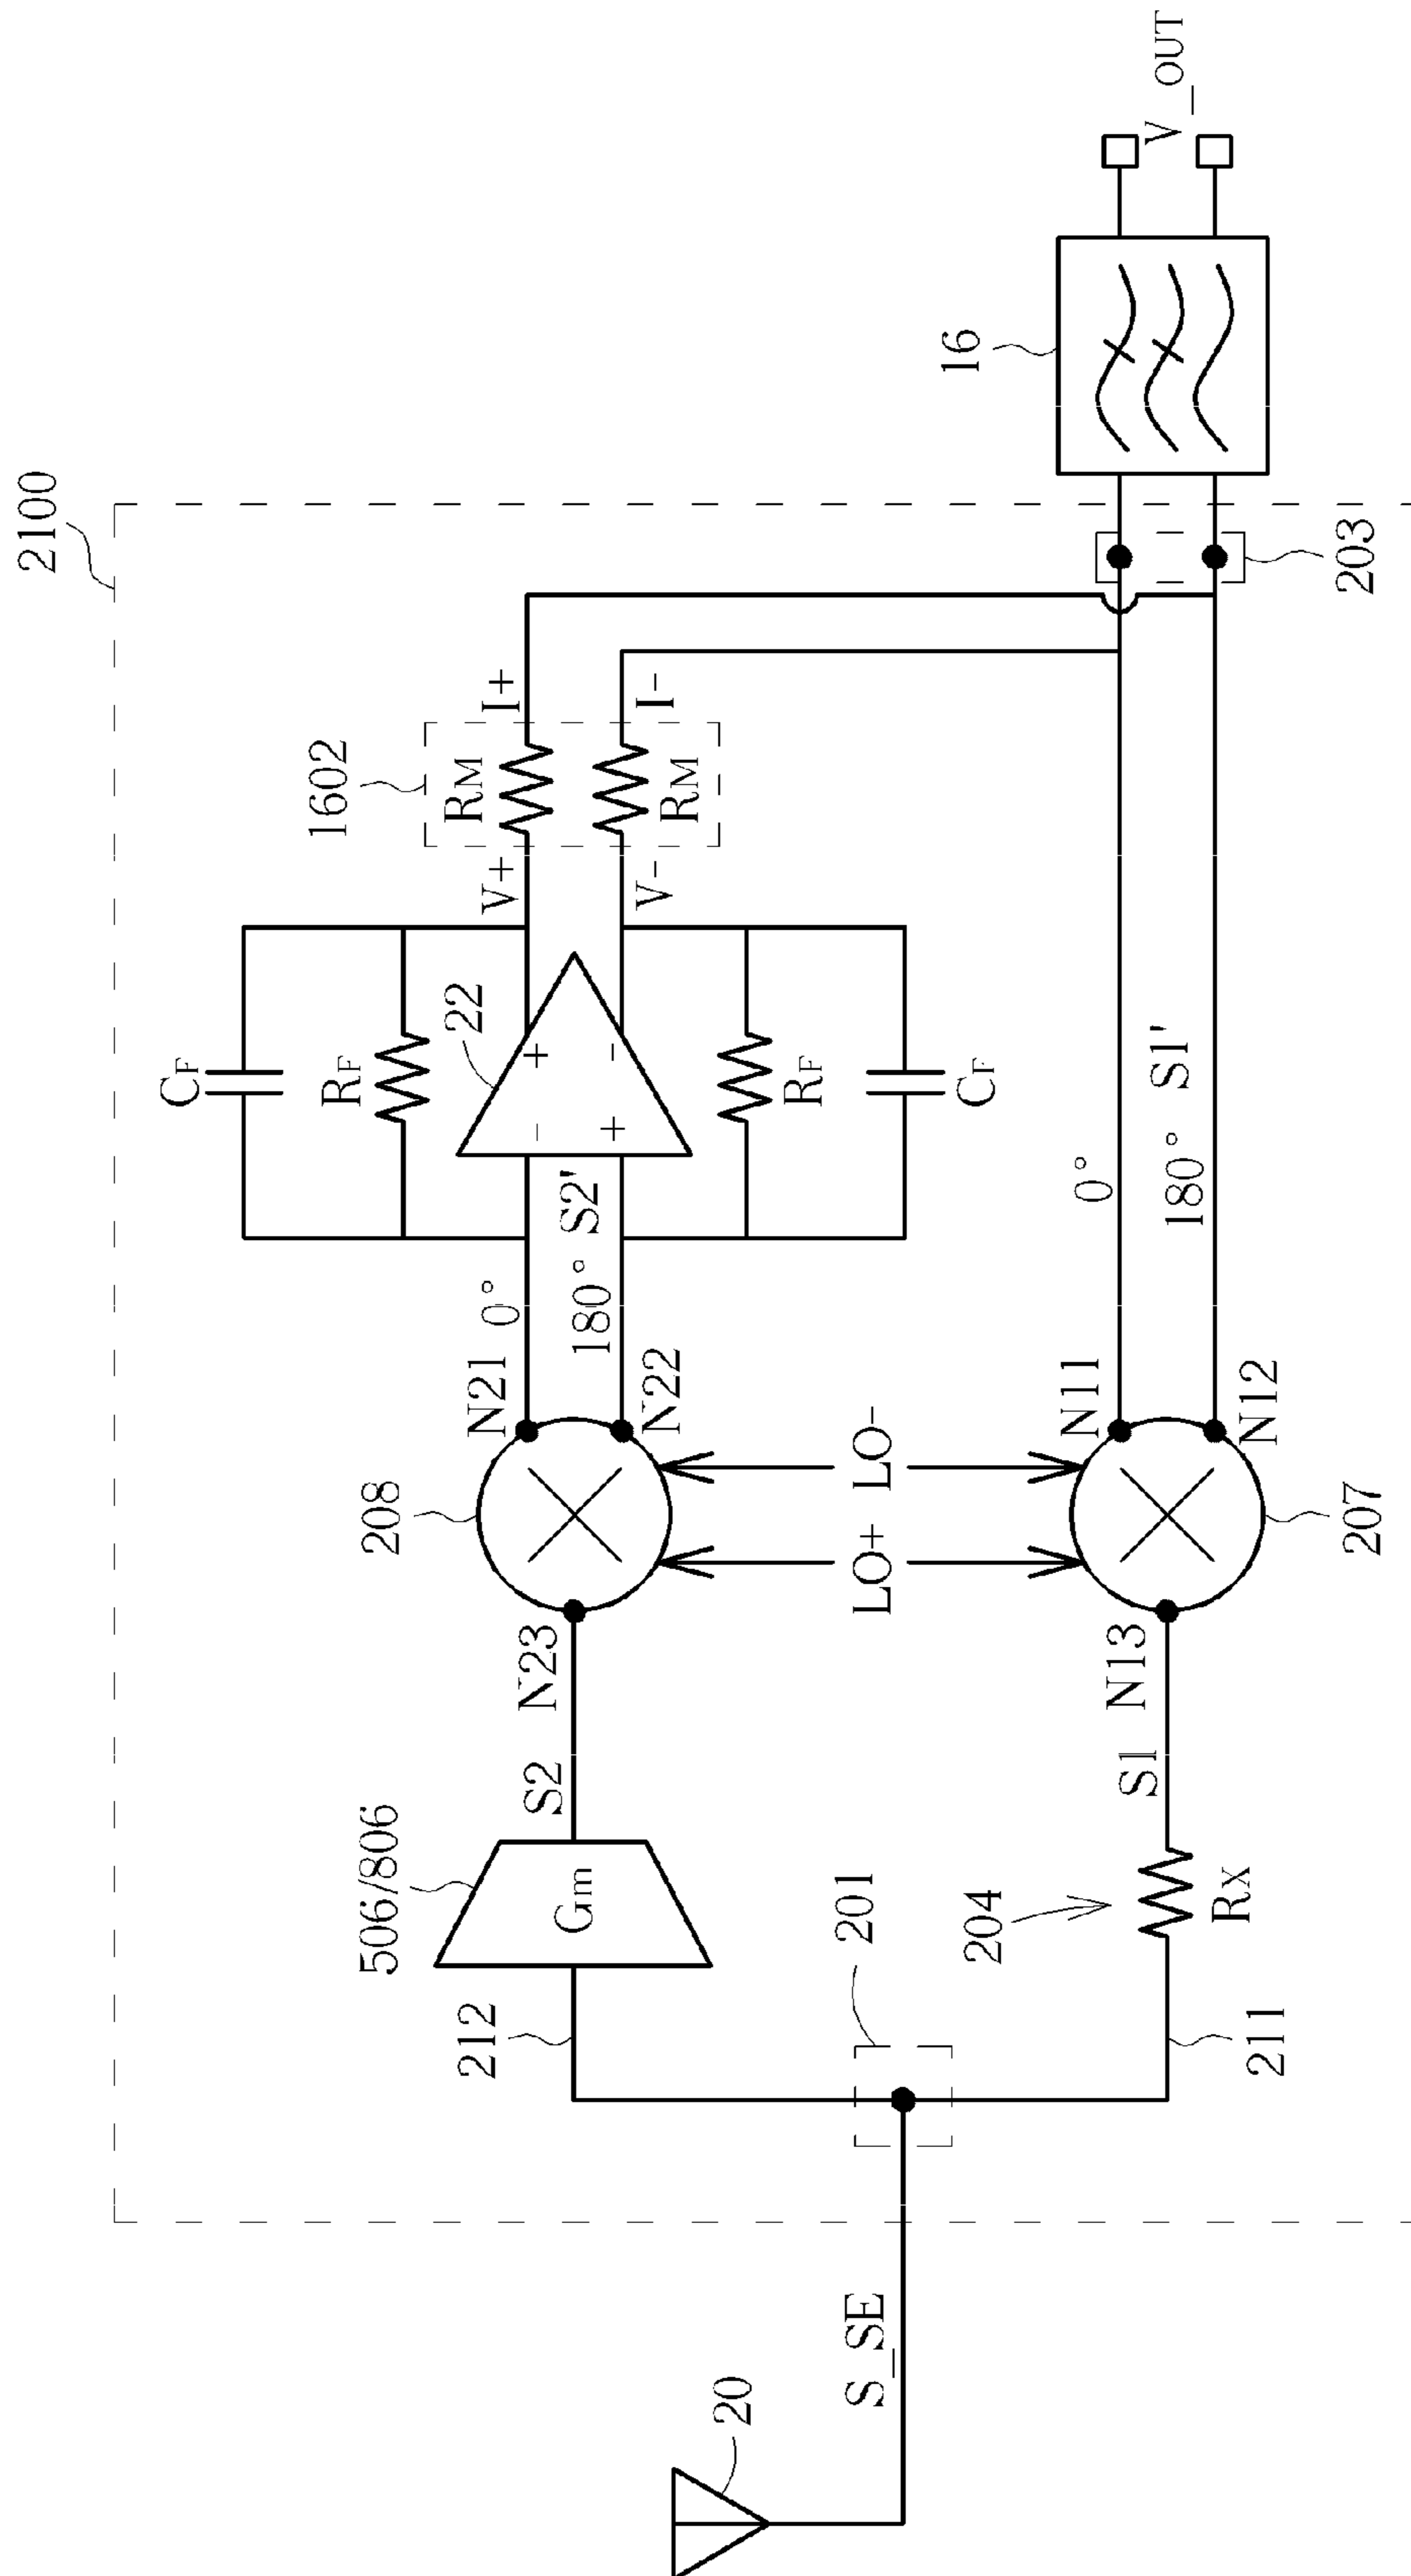 2100
V_OUT
16
203
1602
I+
I-
RM
RM
V+
V-
22
+
-
-
+
CF
RF
RF
CF
S2'
0°
180°
0°
180°
S1'
N21
N22
N11
N12
208
207
LO-
LO+
N23
N13
S2
S1
506/806
Gm
204
RX
201
212
211
S_SE
20